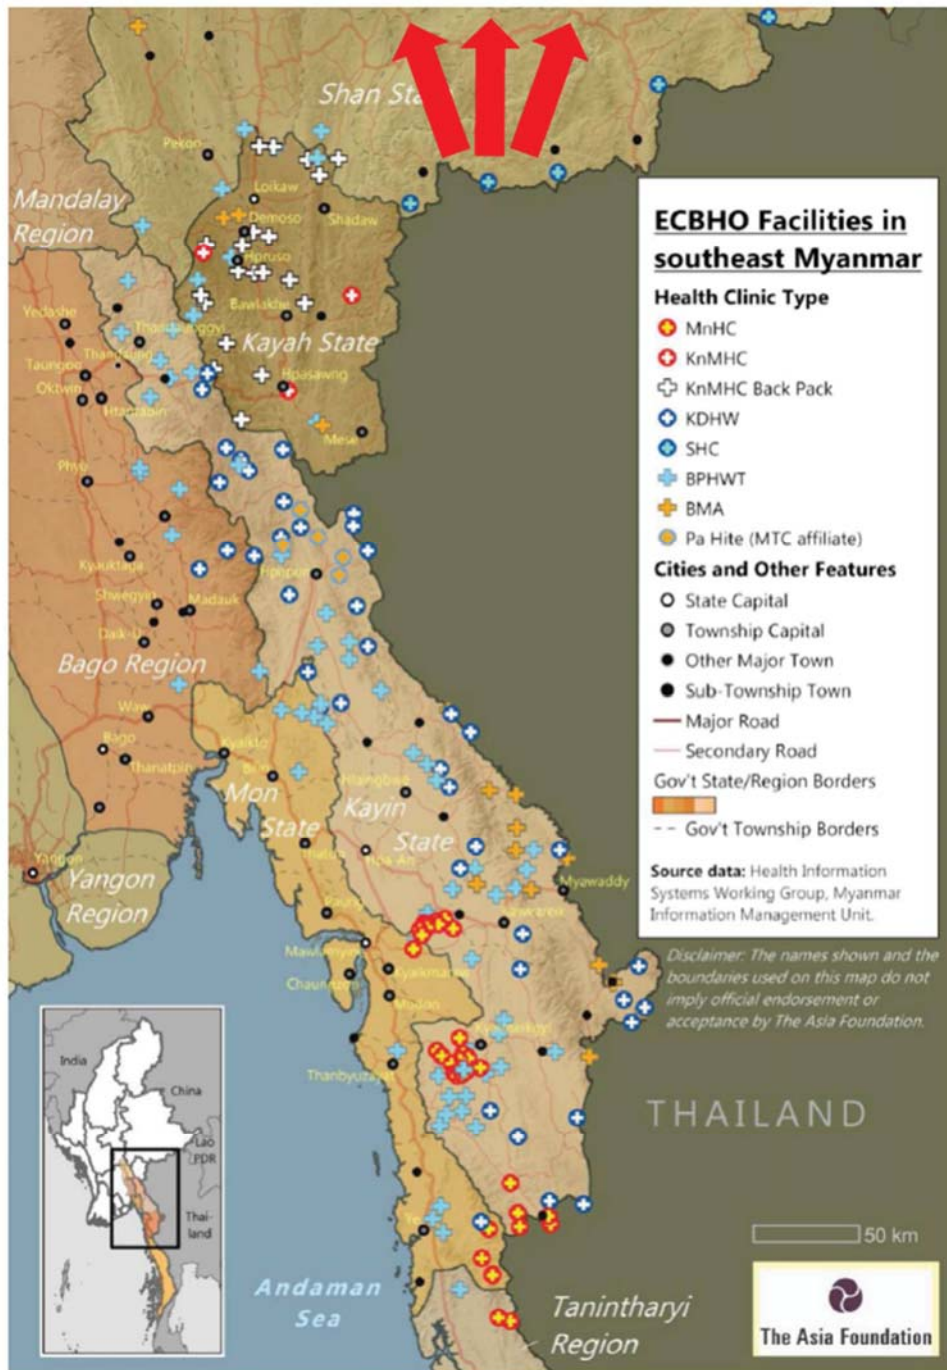 Shan Sta
Pekon
Mandalay
Region
Loikaw
Demoso
Shadaw
Hpruso
Bawlakhe
Yedashe
Thandaunggyi
Kayah State
Thandaung
Taungoo
Oktwin
Htantabin
Hpasawng
Mese
Phyu
Kyauktaga
Hpapun
Shwegyin
Madauk
Daik-U
Bago Region
Waw
Bago
Thanatpin
Kyaikto
Bilin
Mon
State
Hlaingbwe
Kayin
State
Thaton
Hpa-An
Yangon
Yangon
Region
Myawaddy
Paung
Kawkareik
Mawlamyine
Kyaikmaraw
Chaungzon
Mudon
Kyainseikgyi
Thanbyuzayat
Ye
Andaman
Sea
Tanintharyi
Region
THAILAND
ECBHO Facilities in
southeast Myanmar
Health Clinic Type
MnHC
KnMHC
KnMHC Back Pack
KDHW
SHC
BPHWT
BMA
Pa Hite (MTC affiliate)
Cities and Other Features
State Capital
Township Capital
Other Major Town
Sub-Township Town
Major Road
Secondary Road
Gov't State/Region Borders
Gov't Township Borders
Source data: Health Information
Systems Working Group, Myanmar
Information Management Unit.
Disclaimer: The names shown and the
boundaries used on this map do not
imply official endorsement or
acceptance by The Asia Foundation.
India
China
Lao
PDR
Thai-
land
50 km
The Asia Foundation